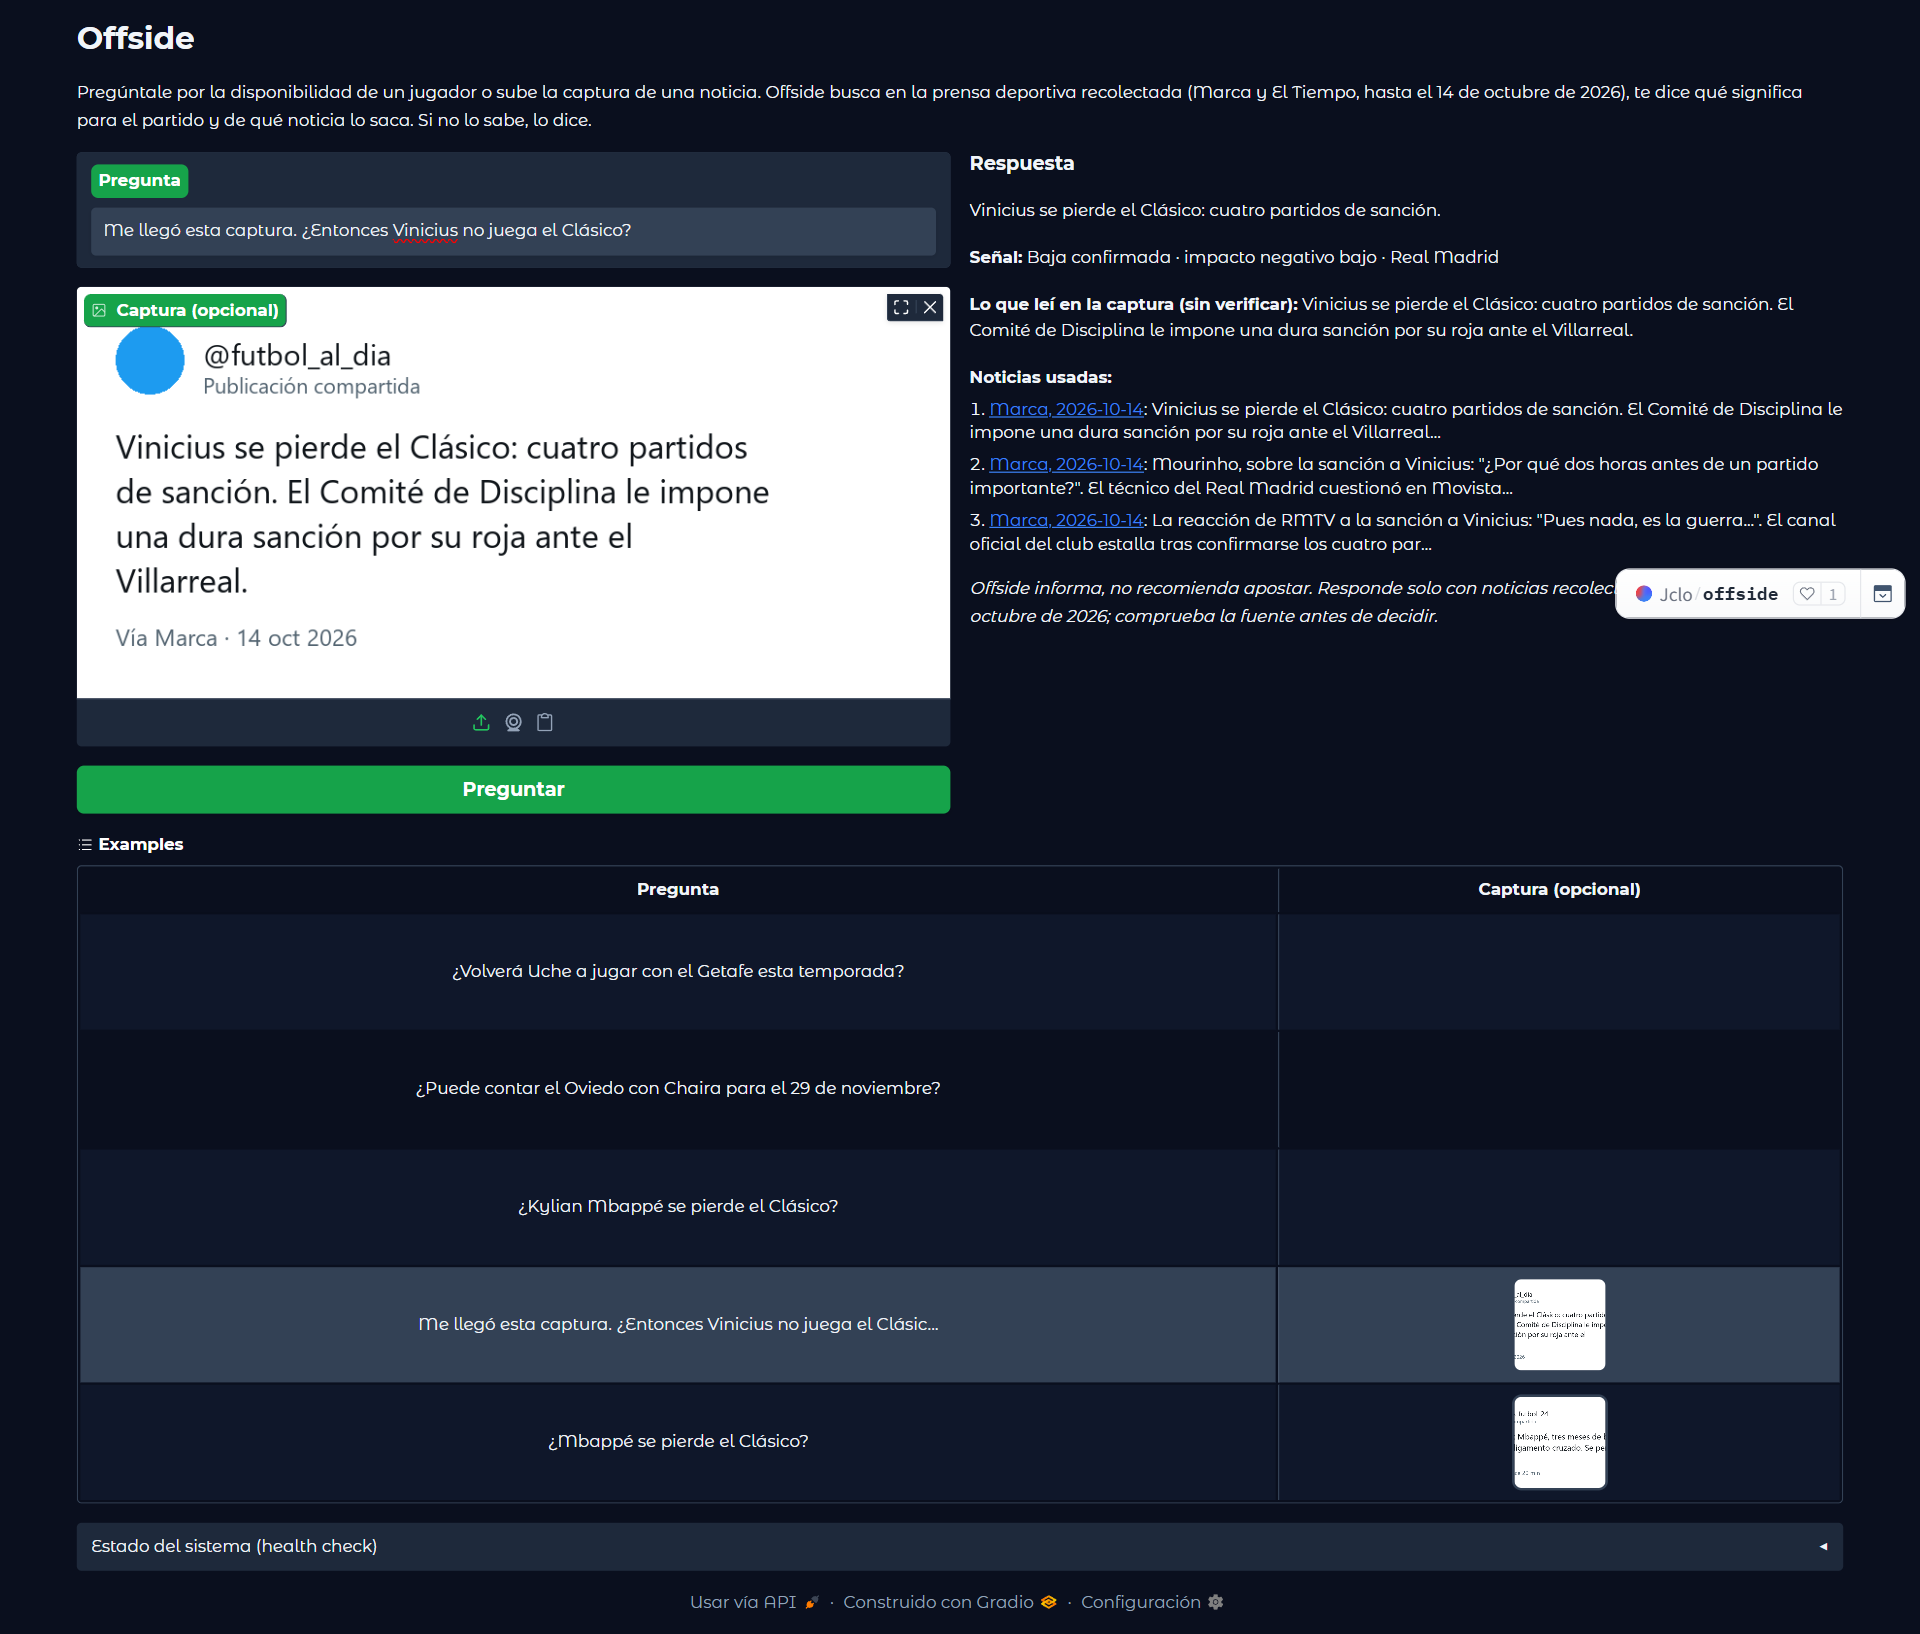 Offside
Pregúntale por la disponibilidad de un jugador o sube la captura de una noticia. Offside busca en la prensa deportiva recolectada (Marca y El Tiempo, hasta el 14 de octubre de 2026), te dice qué significa
para el partido y de qué noticia lo saca. Si no lo sabe, lo dice.
Pregunta
Me llegó esta captura. ¿Entonces Vinicius no juega el Clásico?
Captura (opcional)
@futbol_al_dia
Publicación compartida
Vinicius se pierde el Clásico: cuatro partidos
de sanción. El Comité de Disciplina le impone
una dura sanción por su roja ante el
Villarreal.
Vía Marca · 14 oct 2026
Preguntar
Respuesta
Vinicius se pierde el Clásico: cuatro partidos de sanción.
Señal: Baja confirmada · impacto negativo bajo · Real Madrid
Lo que leí en la captura (sin verificar): Vinicius se pierde el Clásico: cuatro partidos de sanción. El
Comité de Disciplina le impone una dura sanción por su roja ante el Villarreal.
Noticias usadas:
1. Marca, 2026-10-14: Vinicius se pierde el Clásico: cuatro partidos de sanción. El Comité de Disciplina le
impone una dura sanción por su roja ante el Villarreal...
2. Marca, 2026-10-14: Mourinho, sobre la sanción a Vinicius: "¿Por qué dos horas antes de un partido
importante?". El técnico del Real Madrid cuestionó en Movista...
3. Marca, 2026-10-14: La reacción de RMTV a la sanción a Vinicius: "Pues nada, es la guerra...". El canal
oficial del club estalla tras confirmarse los cuatro par...
Offside informa, no recomienda apostar. Responde solo con noticias
octubre de 2026; comprueba la fuente antes de decidir.
Jclo/offside 1
Examples
Pregunta Captura (opcional)
¿Volverá Uche a jugar con el Getafe esta temporada?
¿Puede contar el Oviedo con Chaira para el 29 de noviembre?
¿Kylian Mbappé se pierde el Clásico?
Me llegó esta captura. ¿Entonces Vinicius no juega el Clásic...
¿Mbappé se pierde el Clásico?
Mbappé, tres meses de
ligamento cruzado. Se
Estado del sistema (health check)
Usar vía API · Construido con Gradio · Configuración